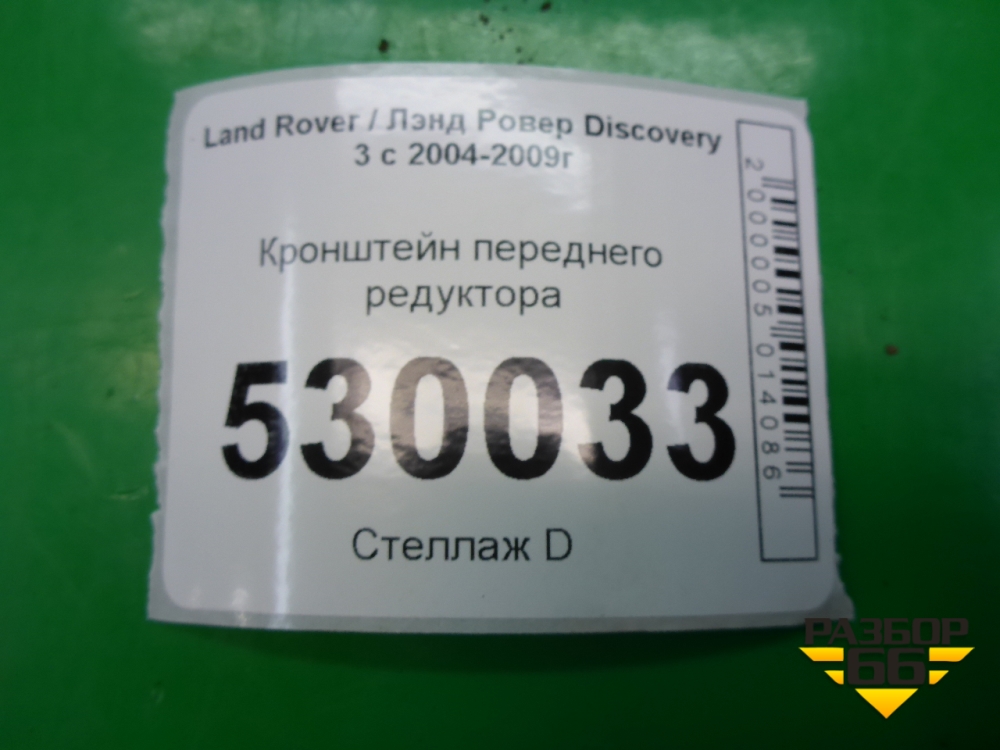 Land Rover / Лэнд Ровер Discovery
3 с 2004-2009г
Кронштейн переднего
редуктора
530033
Стеллаж D
2000005014086
РАЗБОР
66